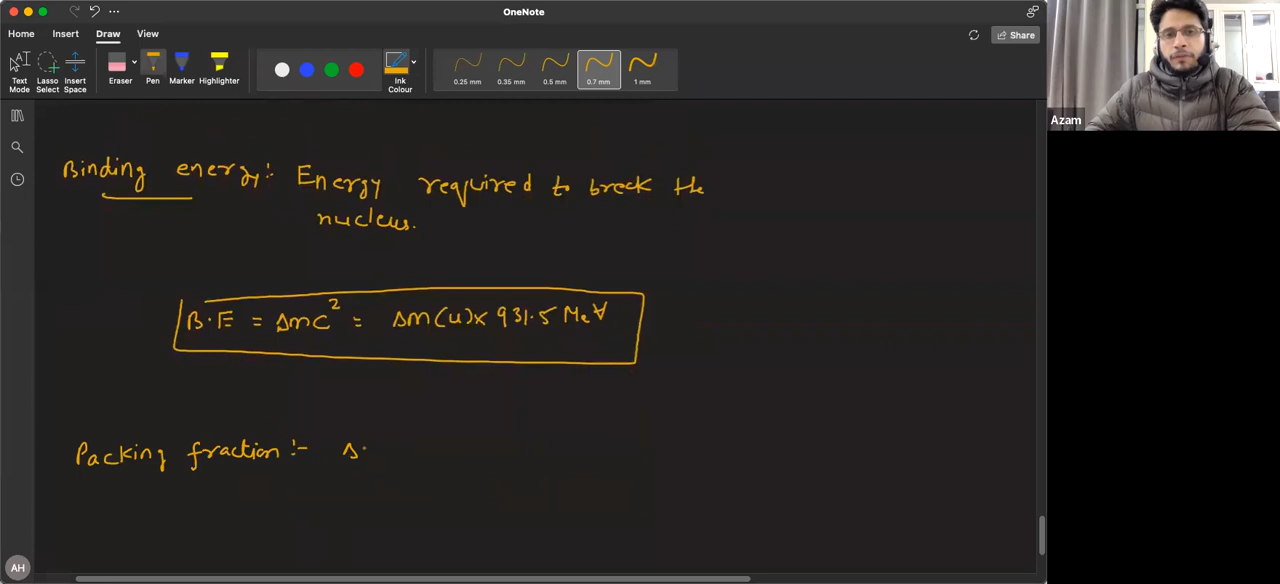 OneNote
Home Insert Draw View
Share
Text Mode
Lasso Select
Insert Space
Eraser
Pen
Marker
Highlighter
Ink Colour
0.25 mm
0.35 mm
0.5 mm
0.7 mm
1 mm
Azam
Binding energy:- Energy required to break the
nucleus.
B.E = Δmc² = Δm(u)x 931.5 MeV
Packing fraction :- Δ
AH